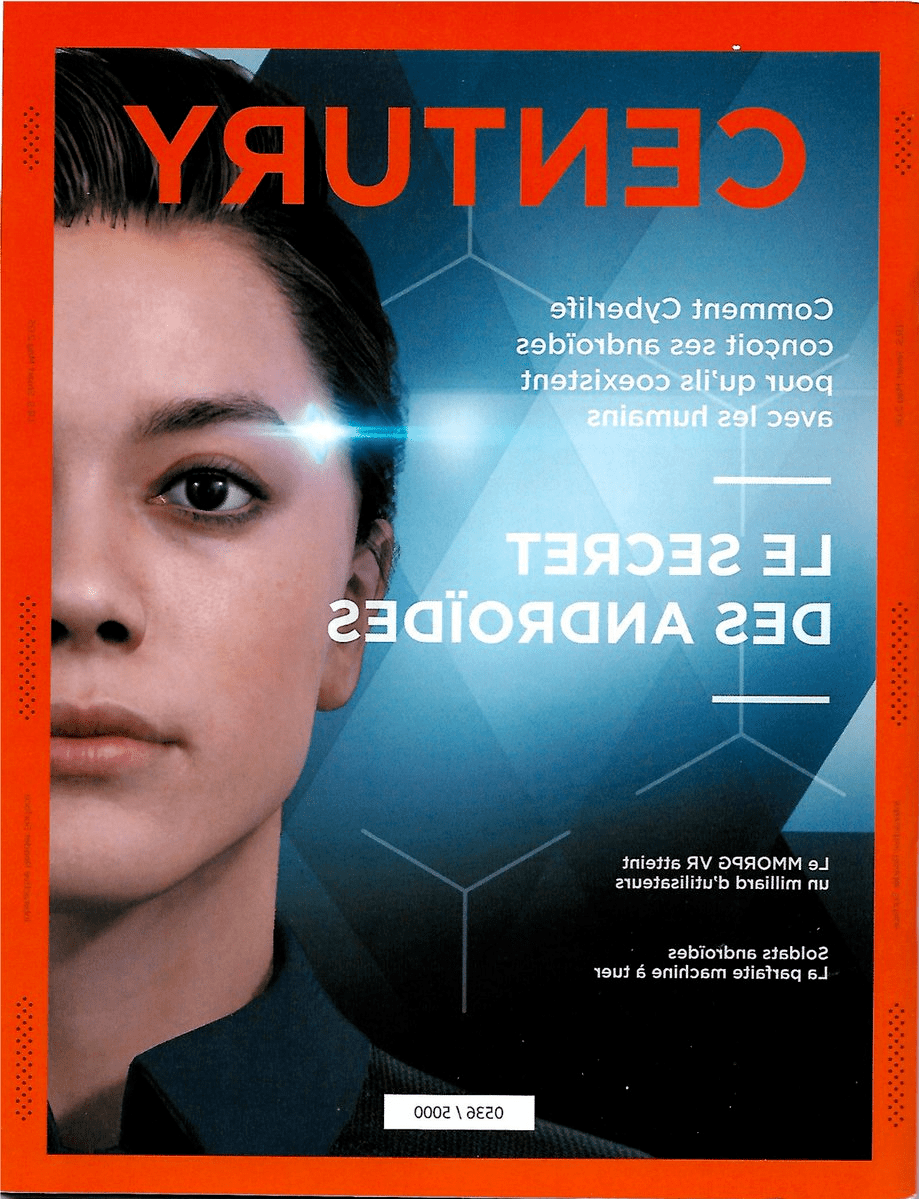 CENTURY
Comment Cyberlife
conçoit ses androïdes
pour qu'ils coexistent
avec les humains
LE SECRET
DES ANDROÏDES
Le MMORPG VR atteint
un milliard d'utilisateurs
Soldats androïdes
La parfaite machine à tuer
0536 / 5000